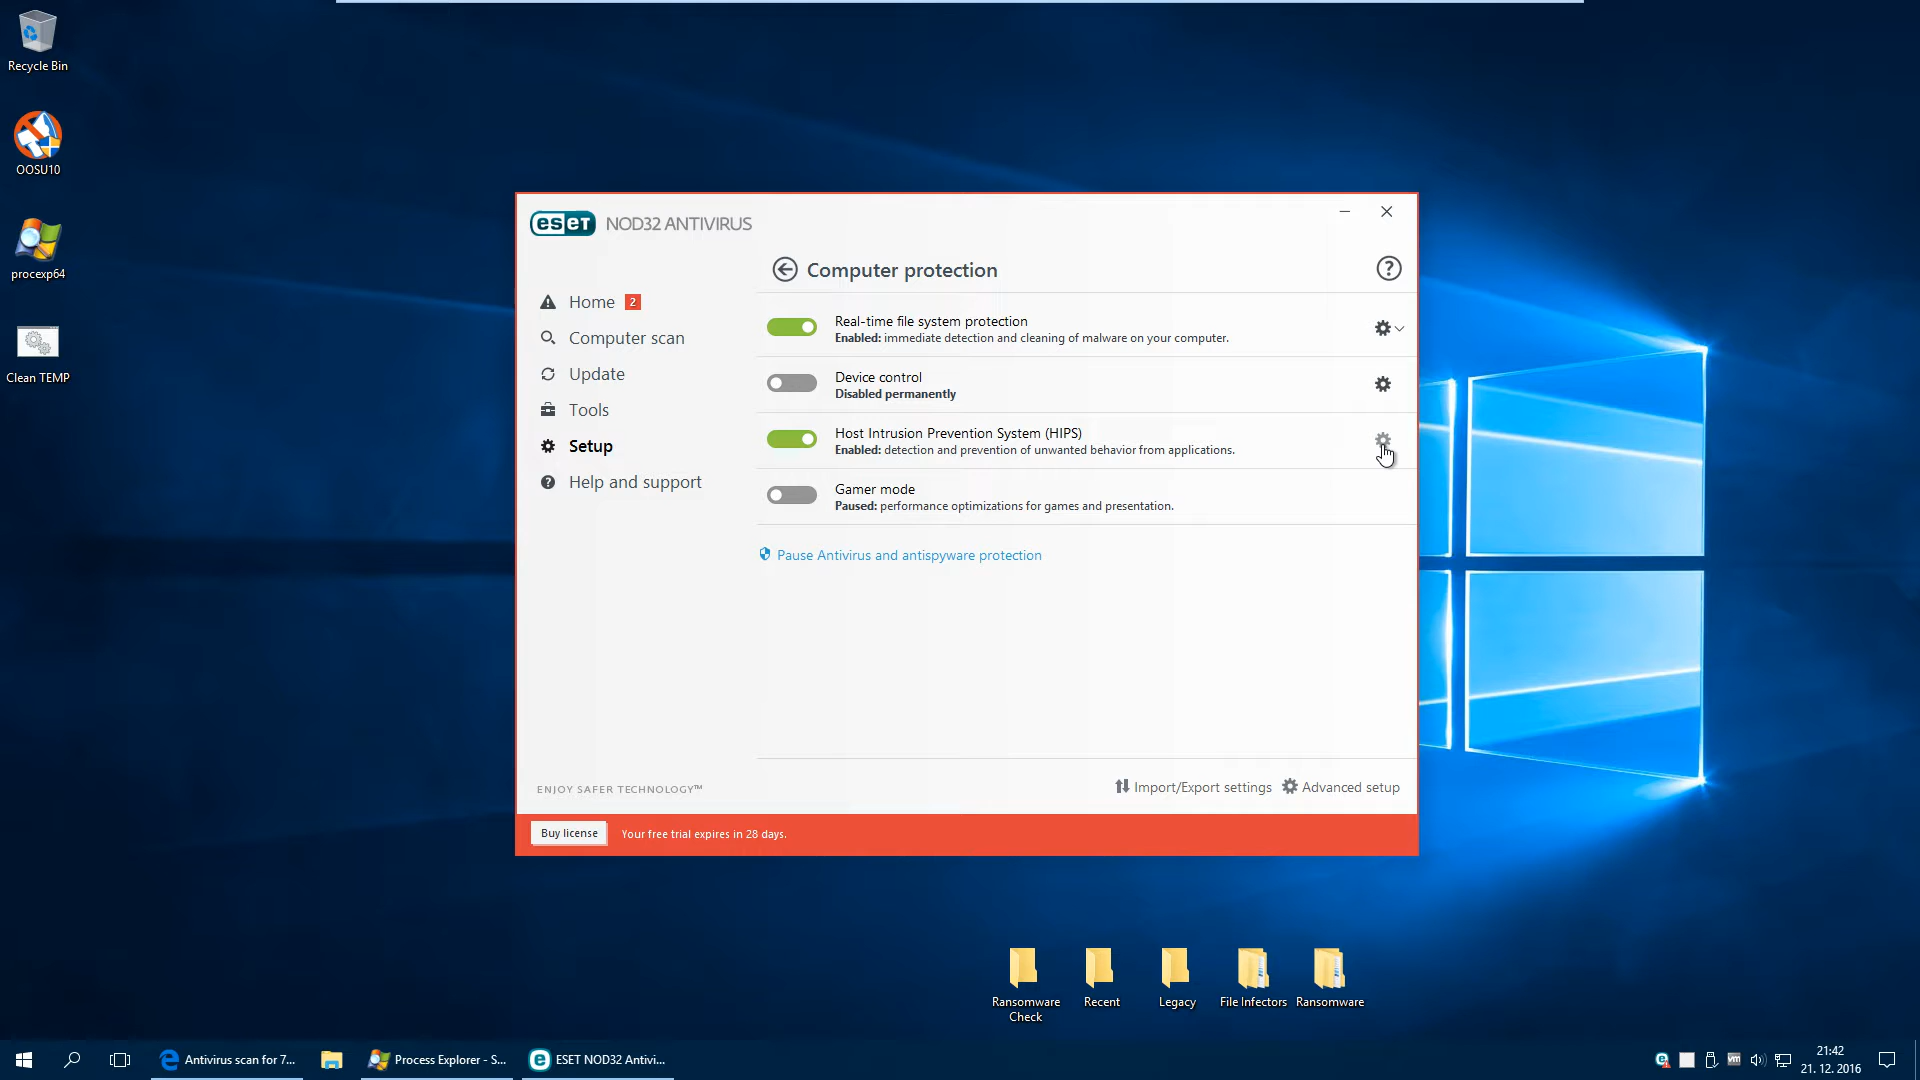 Recycle Bin
OOSU10
procexp64
Clean TEMP
eseT NOD32 ANTIVIRUS
Computer protection
?
Home 2
Computer scan
Update
Tools
Setup
Help and support
Real-time file system protection
Enabled: immediate detection and cleaning of malware on your computer.
Device control
Disabled permanently
Host Intrusion Prevention System (HIPS)
Enabled: detection and prevention of unwanted behavior from applications.
Gamer mode
Paused: performance optimizations for games and presentation.
Pause Antivirus and antispyware protection
ENJOY SAFER TECHNOLOGY™
Import/Export settings
Advanced setup
Buy license
Your free trial expires in 28 days.
Ransomware
Check
Recent
Legacy
File Infectors
Ransomware
Antivirus scan for 7...
Process Explorer - S...
ESET NOD32 Antivi...
vm
21:42
21. 12. 2016